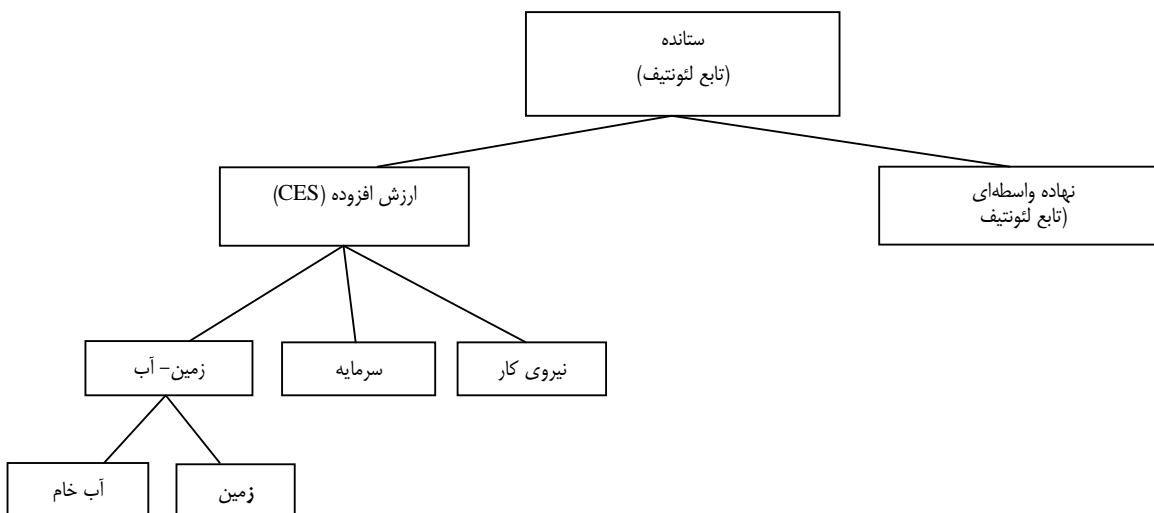 ستانده
(تابع لئونتیف)
ارزش افزوده (CES)
نهاده واسطه‌ای
(تابع لئونتیف
زمین- آب
سرمایه
نیروی کار
آب خام
زمین